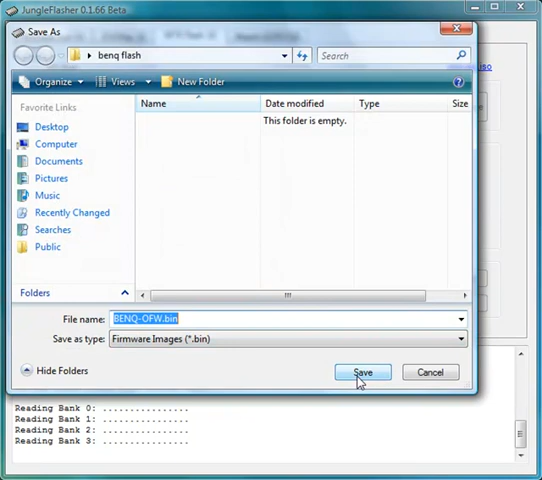 JungleFlasher 0.1.66 Beta
Save As
benq flash
Search
Organize
Views
New Folder
Favorite Links
Name
Date modified
Type
Size
This folder is empty.
Desktop
Computer
Documents
Pictures
Music
Recently Changed
Searches
Public
Folders
File name: BENQ-OFW.bin
Save as type: Firmware Images (*.bin)
Hide Folders
Save
Cancel
Reading Bank 0: ................
Reading Bank 1: ................
Reading Bank 2: ................
Reading Bank 3: ................